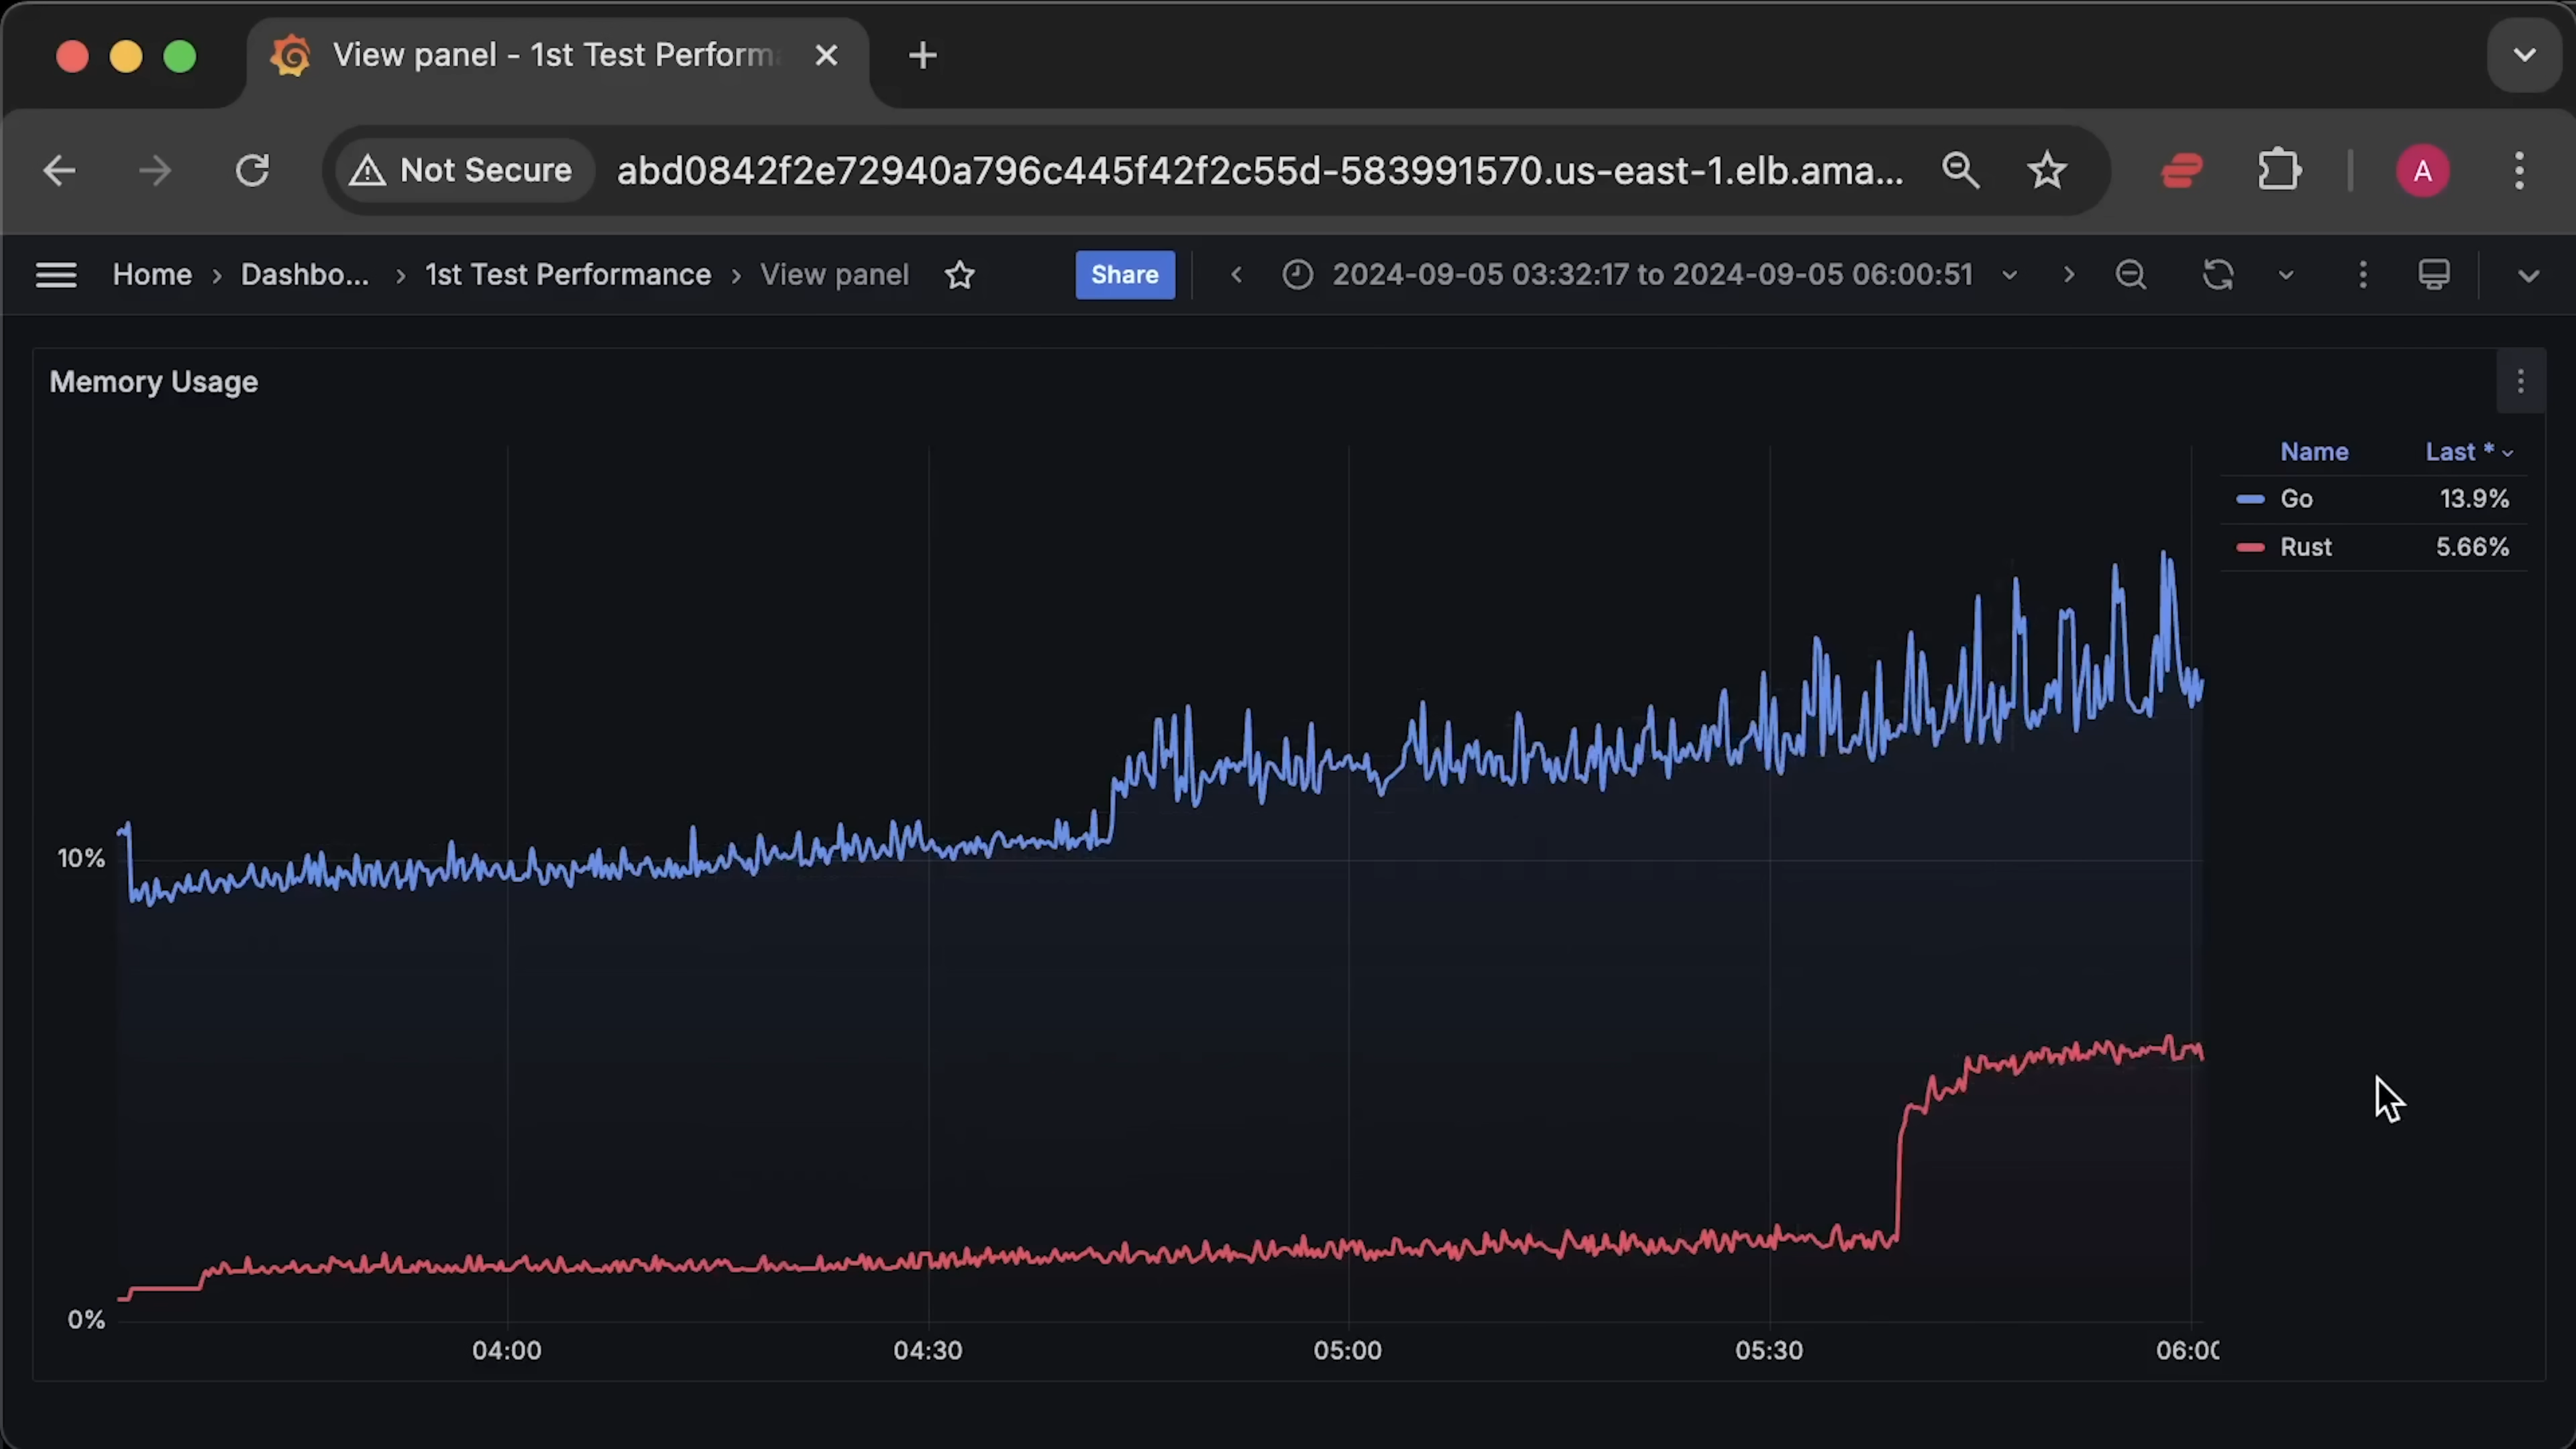 View panel - 1st Test Perform
Not Secure
abd0842f2e72940a796c445f42f2c55d-583991570.us-east-1.elb.ama...
A
Home › Dashbo... › 1st Test Performance › View panel
Share
2024-09-05 03:32:17 to 2024-09-05 06:00:51
Memory Usage
Name Last *
Go 13.9%
Rust 5.66%
10%
0%
04:00 04:30 05:00 05:30 06:0